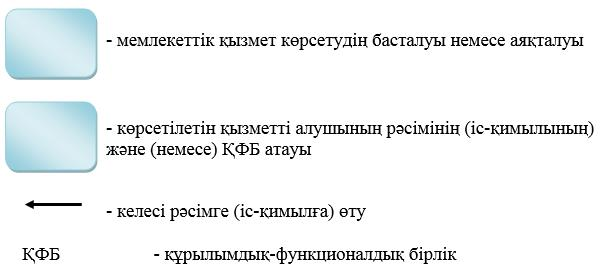 - мемлекеттік қызмет көрсетудің басталуы немесе аяқталуы
- көрсетілетін қызметті алушының рәсімінің (іс-қимылының)
және (немесе) ҚФБ атауы
- келесі рәсімге (іс-қимылға) өту
ҚФБ - құрылымдық-функционалдық бірлік